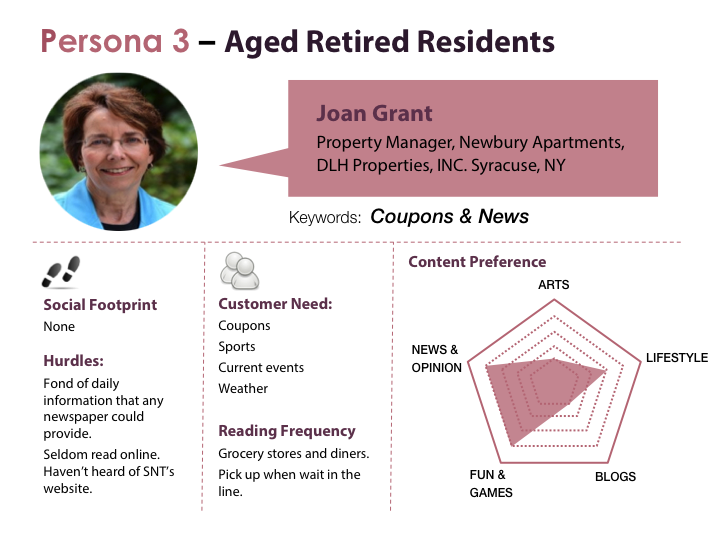 Persona 3 – Aged Retired Residents
Joan Grant
Property Manager, Newbury Apartments,
DLH Properties, INC. Syracuse, NY
Keywords: Coupons & News
Social Footprint
None
Hurdles:
Fond of daily
information that any
newspaper could
provide.
Seldom read online.
Haven't heard of SNT's
website.
Customer Need:
Coupons
Sports
Current events
Weather
Reading Frequency
Grocery stores and diners.
Pick up when wait in the
line.
Content Preference
ARTS
NEWS &
OPINION
LIFESTYLE
FUN &
GAMES
BLOGS